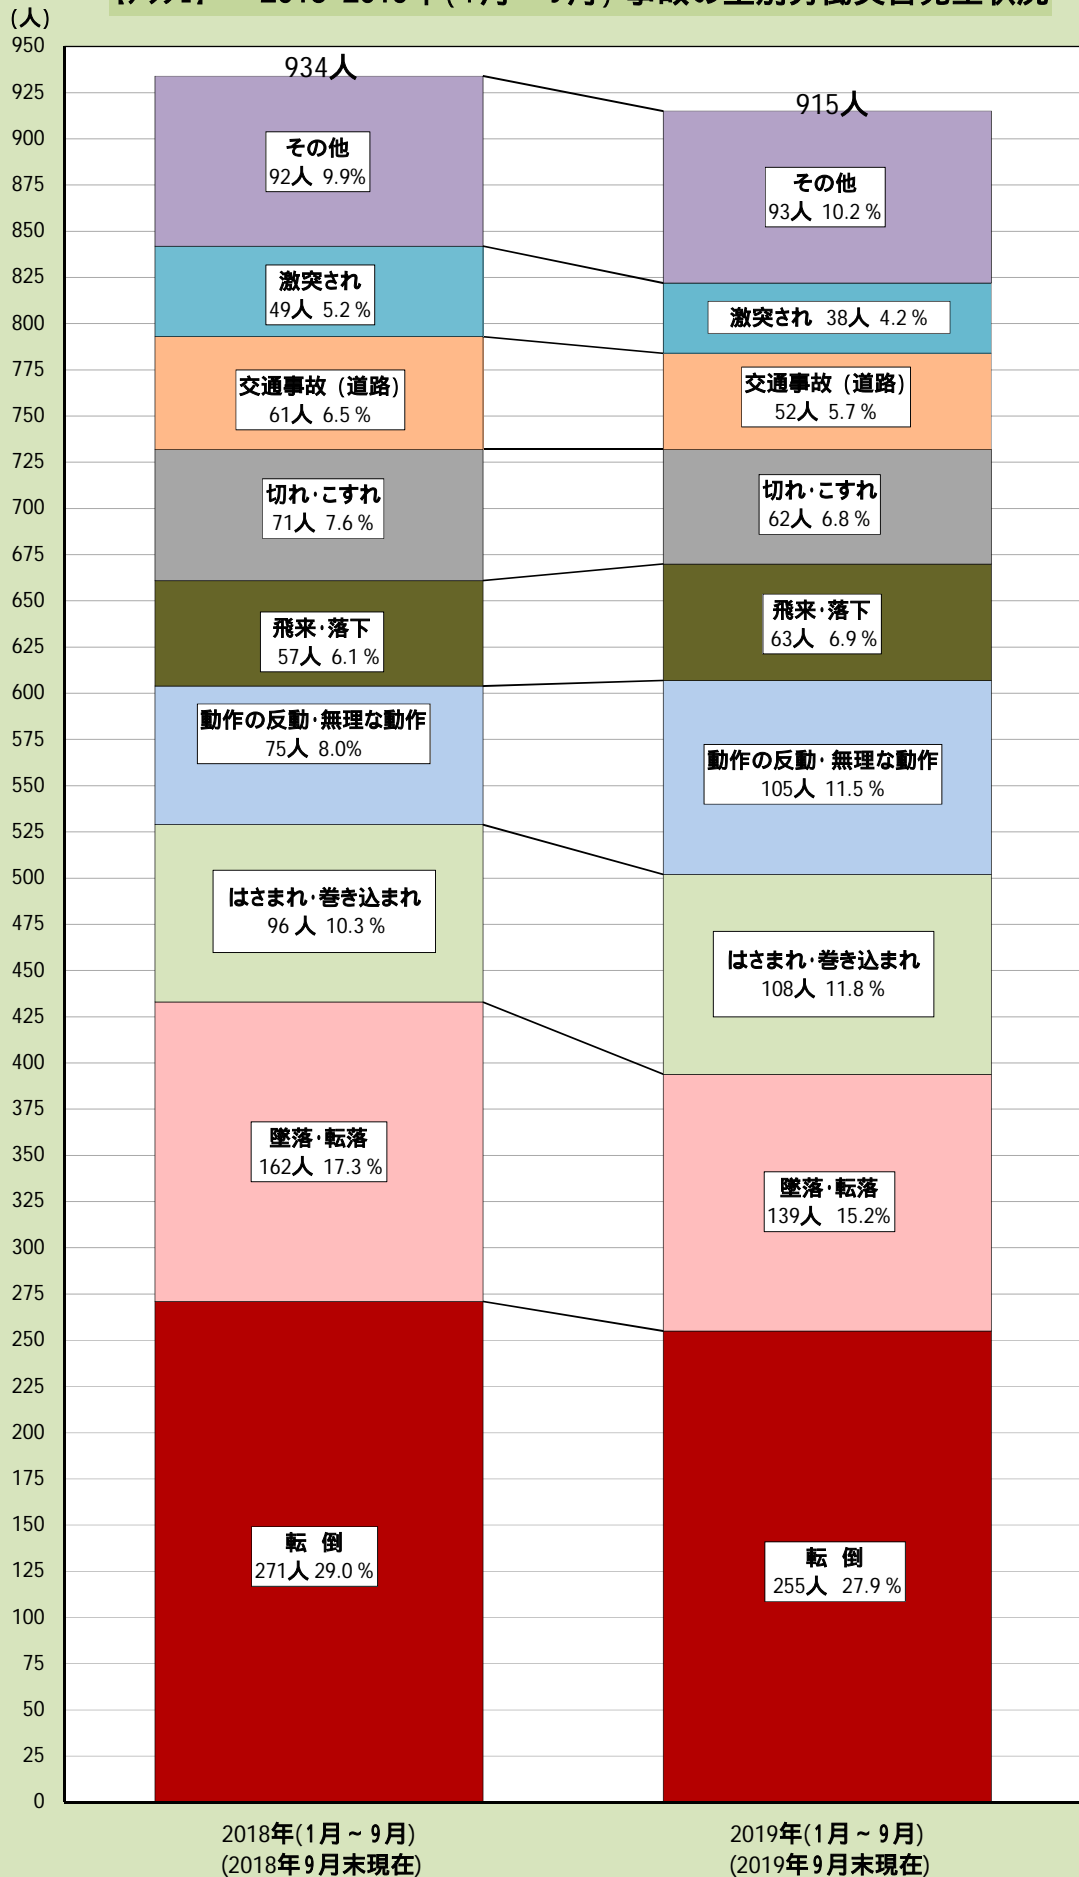 (人)
950
925
900
875
850
825
800
775
750
725
700
675
650
625
600
575
550
525
500
475
450
425
400
375
350
325
300
275
250
225
200
175
150
125
100
75
50
25
0
934人
その他
92人 9.9%
激突され
49人 5.2 %
交通事故 (道路)
61人 6.5 %
切れ・こすれ
71人 7.6 %
飛来・落下
57人 6.1 %
動作の反動・無理な動作
75人 8.0%
はさまれ・巻き込まれ
96 人 10.3 %
墜落・転落
162人 17.3 %
転 倒
271人 29.0 %
915人
その他
93人 10.2 %
激突され 38人 4.2 %
交通事故 (道路)
52人 5.7 %
切れ・こすれ
62人 6.8 %
飛来・落下
63人 6.9 %
動作の反動・無理な動作
105人 11.5 %
はさまれ・巻き込まれ
108人 11.8 %
墜落・転落
139人 15.2%
転 倒
255人 27.9 %
2018年(1月～9月)
(2018年9月末現在)
2019年(1月～9月)
(2019年9月末現在)